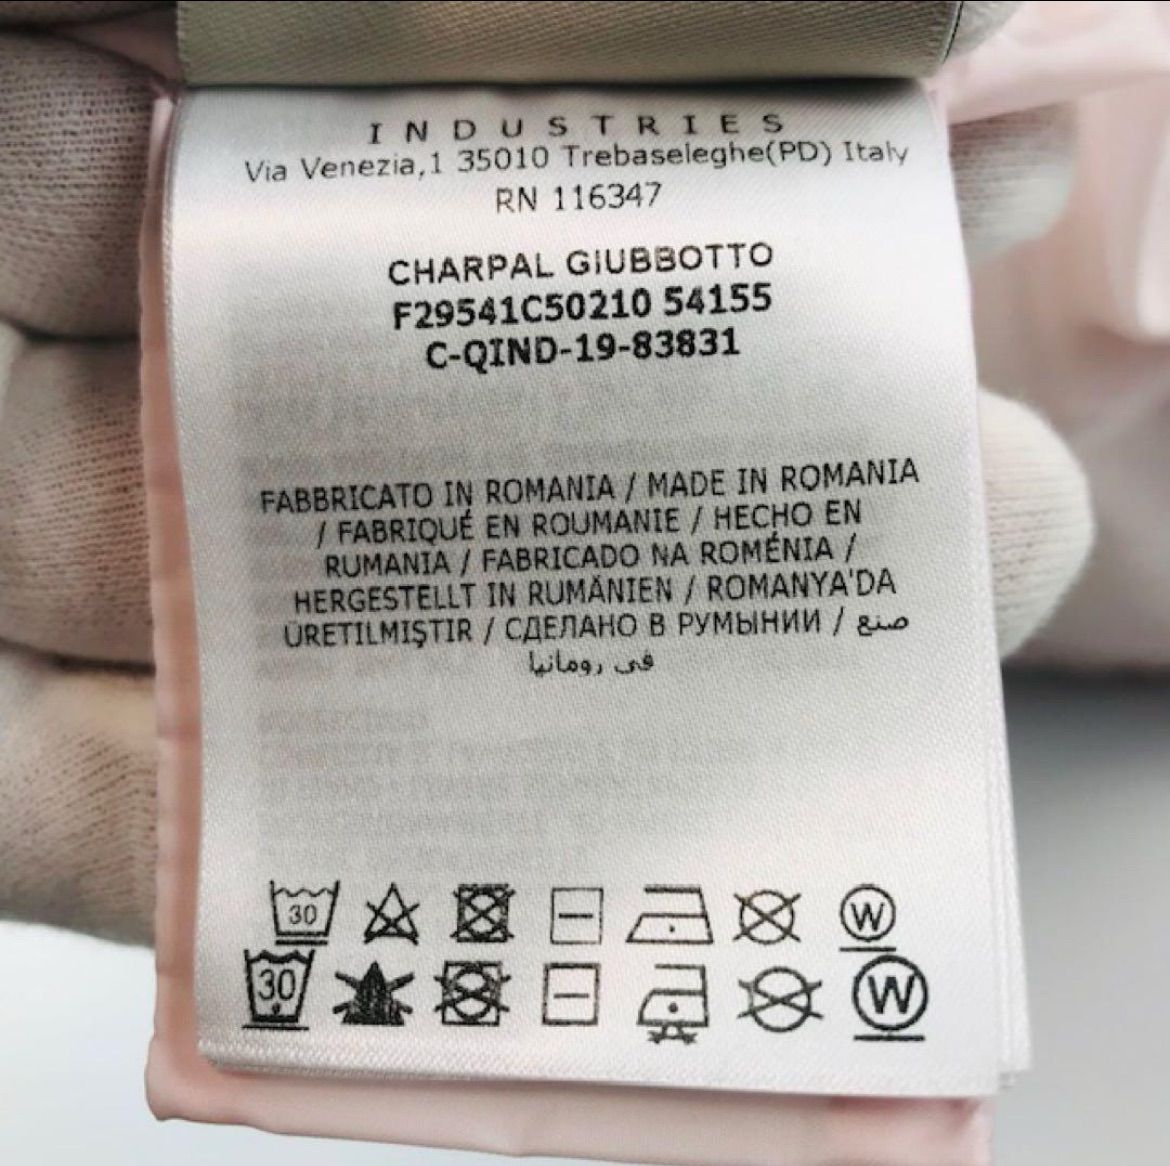 INDUSTRIES
Via Venezia,1 35010 Trebaseleghe(PD) Italy
RN 116347
CHARPAL GIUBBOTTO
F29541C50210 54155
C-QIND-19-83831
FABBRICATO IN ROMANIA / MADE IN ROMANIA
/ FABRIQUÉ EN ROUMANIE / HECHO EN
RUMANIA / FABRICADO NA ROMÉNIA /
HERGESTELLT IN RUMÄNIEN / ROMANYA'DA
ÜRETILMIŞTIR / СДЕЛАНО В РУМЫНИИ / صنع
في رومانيا
30 W
30 W